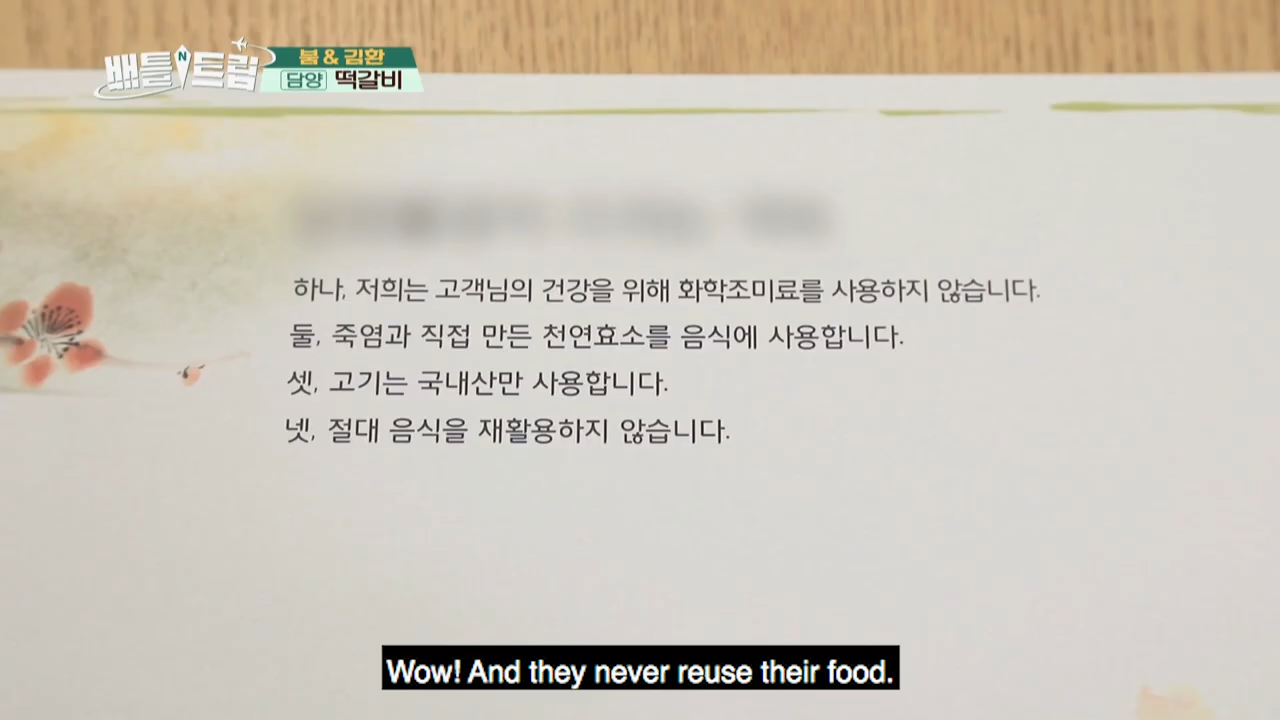 배틀트립
N
붐 & 김환
담양 떡갈비
하나, 저희는 고객님의 건강을 위해 화학조미료를 사용하지 않습니다.
둘, 죽염과 직접 만든 천연효소를 음식에 사용합니다.
셋, 고기는 국내산만 사용합니다.
넷, 절대 음식을 재활용하지 않습니다.
Wow! And they never reuse their food.